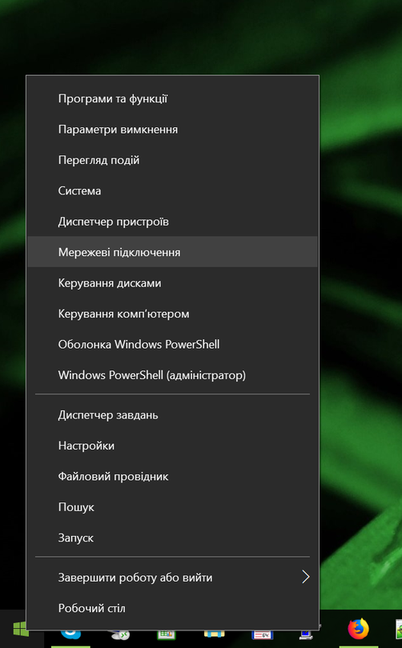 Програми та функції
Параметри вимкнення
Перегляд подій
Система
Диспетчер пристроїв
Мережеві підключення
Керування дисками
Керування комп’ютером
Оболонка Windows PowerShell
Windows PowerShell (адміністратор)
Диспетчер завдань
Настройки
Файловий провідник
Пошук
Запуск
Завершити роботу або вийти
Робочий стіл